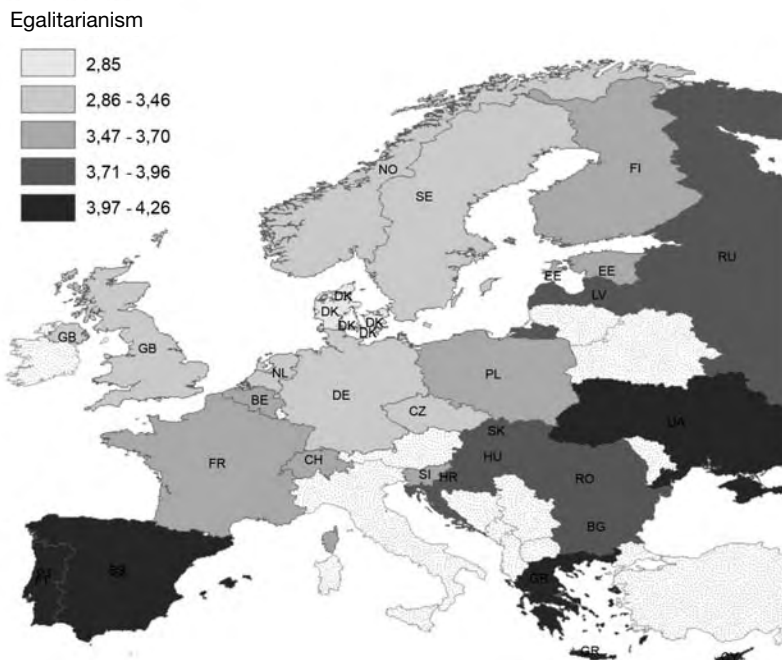 Egalitarianism
2,85
2,86 - 3,46
3,47 - 3,70
3,71 - 3,96
3,97 - 4,26
NO
SE
FI
RU
EE
EE
LV
DK
DK
DK
DK
DK
GB
GB
NL
BE
DE
PL
CZ
UA
SK
HU
FR
CH
SI
HR
RO
BG
GR
GR